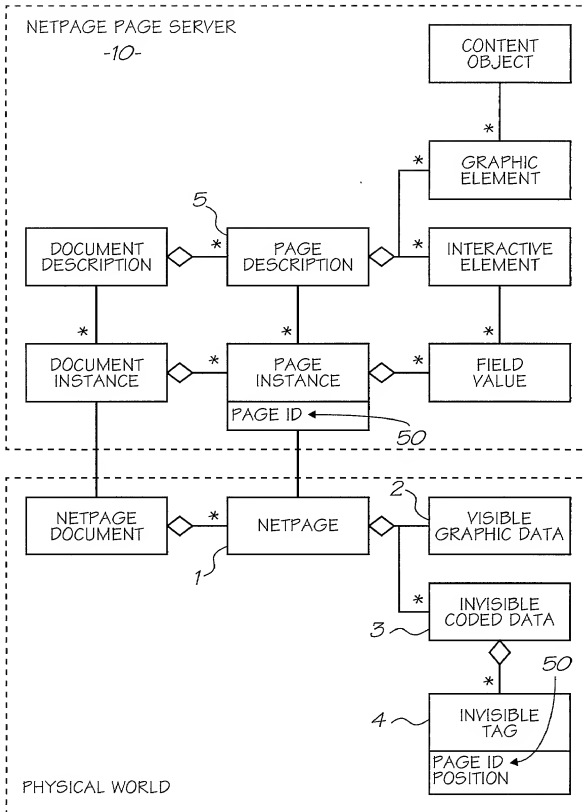 NETPAGE PAGE SERVER
-10-
CONTENT
OBJECT
*
*
GRAPHIC
ELEMENT
5
DOCUMENT
DESCRIPTION
*
PAGE
DESCRIPTION
*
INTERACTIVE
ELEMENT
*
*
*
DOCUMENT
INSTANCE
*
PAGE
INSTANCE
*
FIELD
VALUE
PAGE ID
50
NETPAGE
DOCUMENT
*
NETPAGE
1
2
VISIBLE
GRAPHIC DATA
*
INVISIBLE
CODED DATA
3
*
50
4
INVISIBLE
TAG
PAGE ID
POSITION
PHYSICAL WORLD